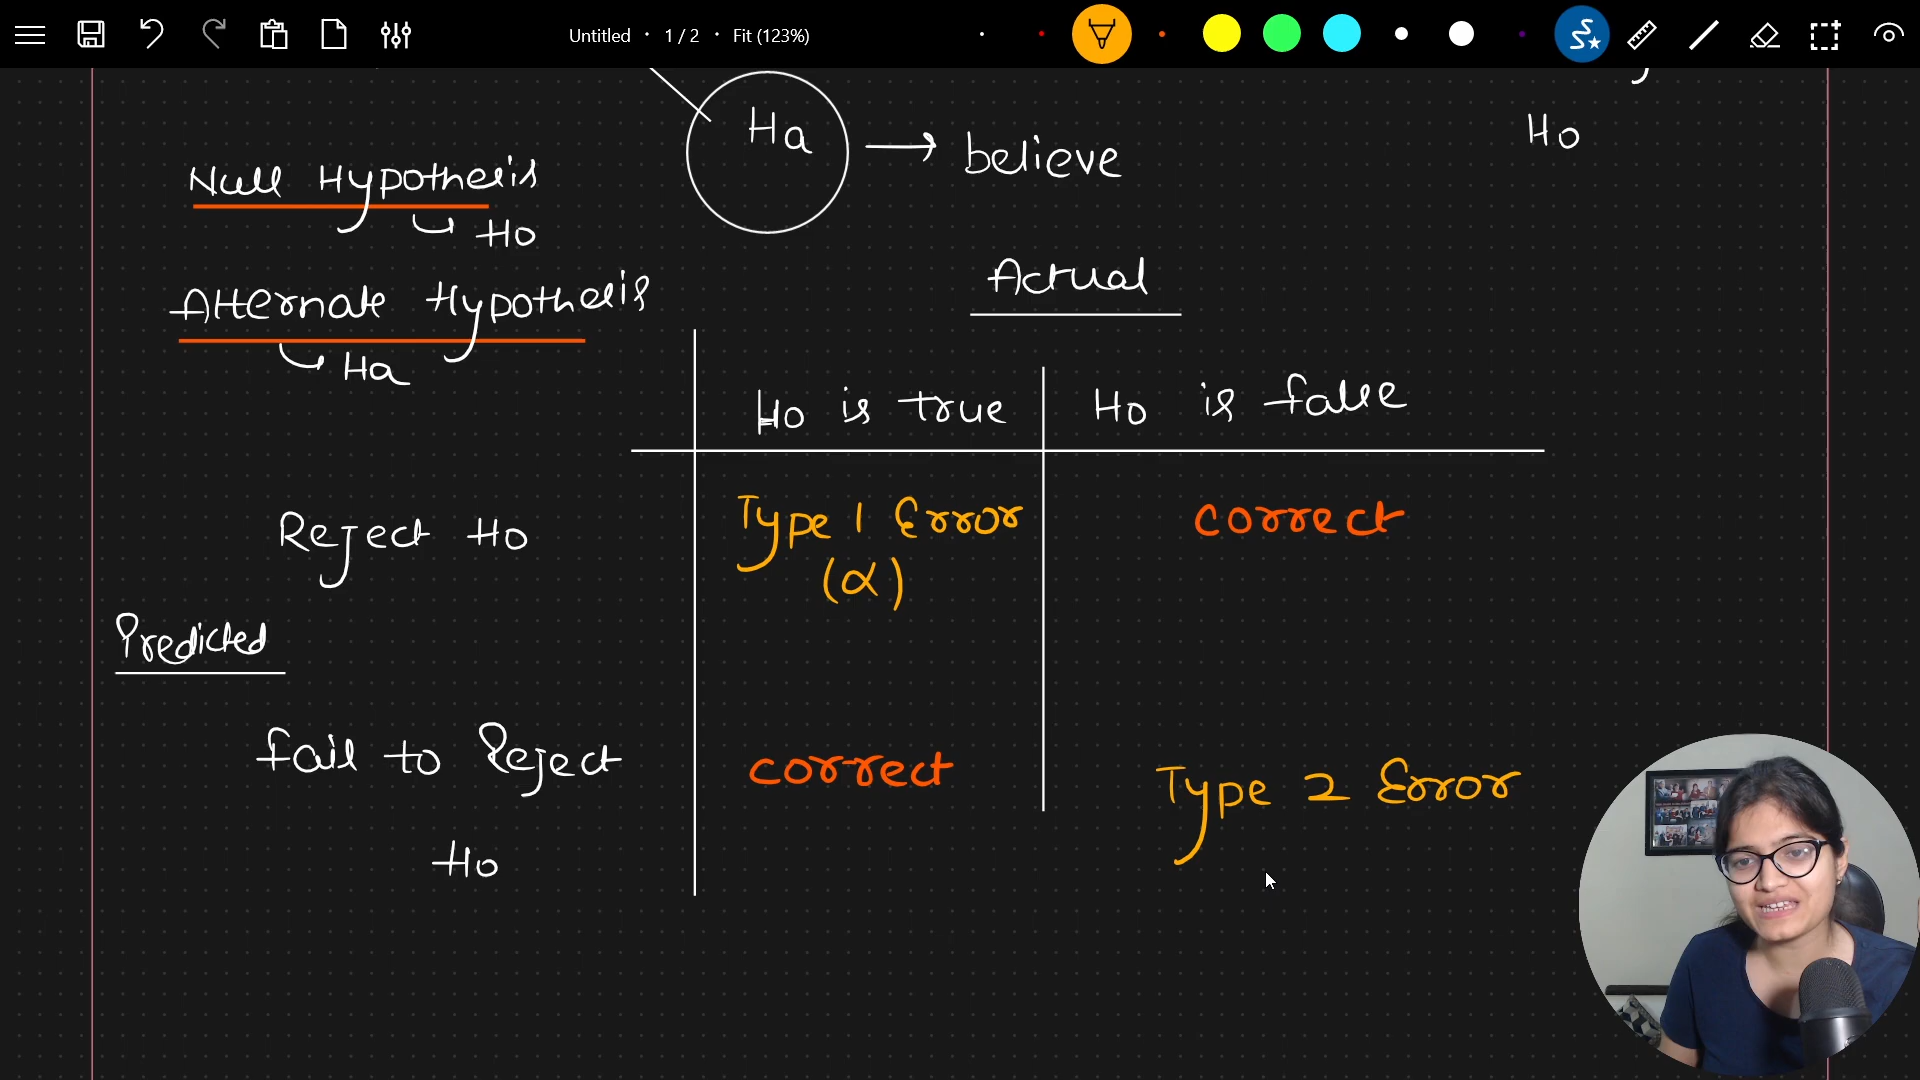 Untitled • 1 / 2 • Fit (123%)
Ha → believe
Ho
Null Hypothesis
Ho
Alternate Hypothesis
Ha
Actual
Ho is true Ho is false
Reject Ho Type 1 Error correct
(α)
Predicted
fail to Reject correct Type 2 Error
Ho